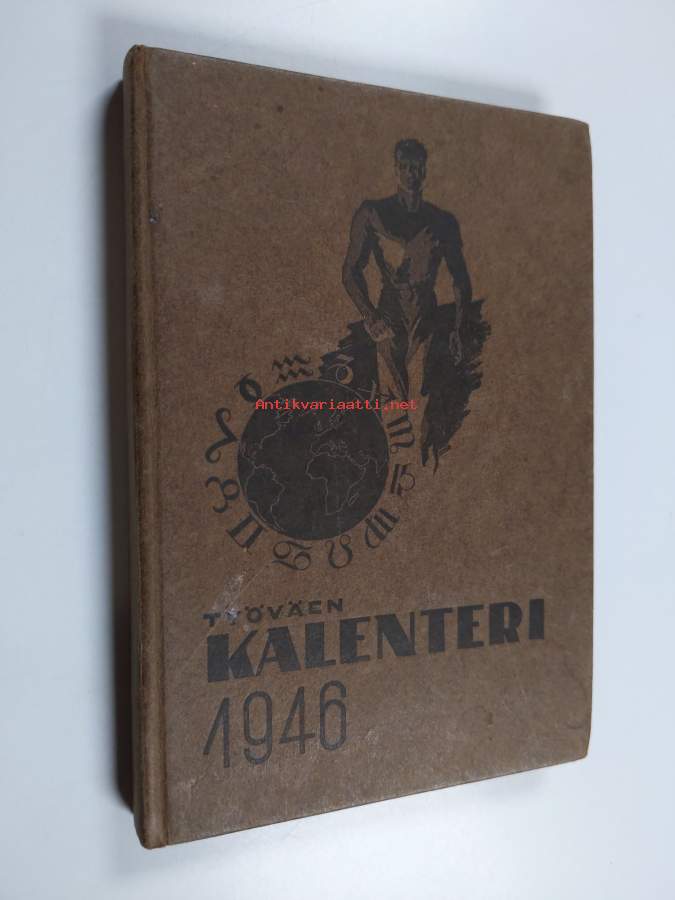 Antikvariaatti.net
TYÖVÄEN
KALENTERI
1946